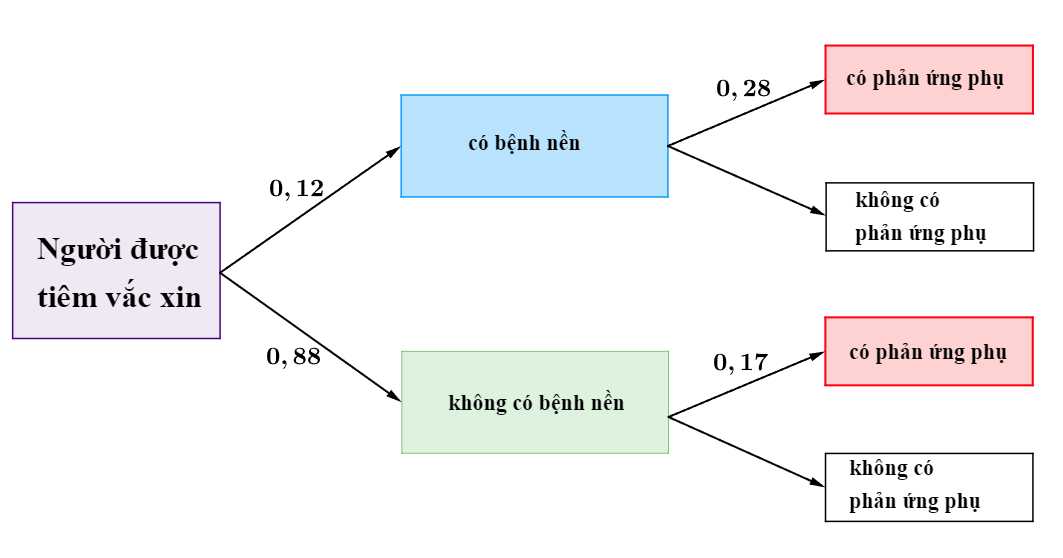 Người được
tiêm vắc xin
0, 12
0, 88
có bệnh nền
không có bệnh nền
0, 28
có phản ứng phụ
không có
phản ứng phụ
0, 17
có phản ứng phụ
không có
phản ứng phụ